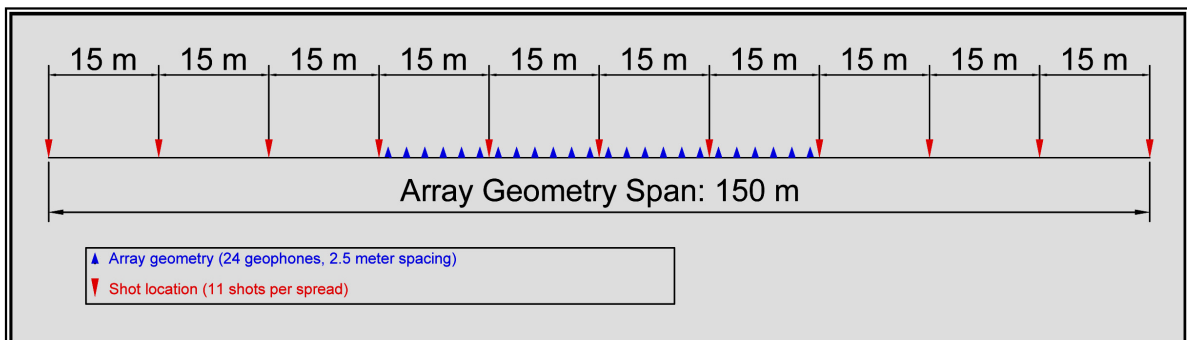 15 m 15 m 15 m 15 m 15 m 15 m 15 m 15 m 15 m 15 m
Array Geometry Span: 150 m
Array geometry (24 geophones, 2.5 meter spacing)
Shot location (11 shots per spread)